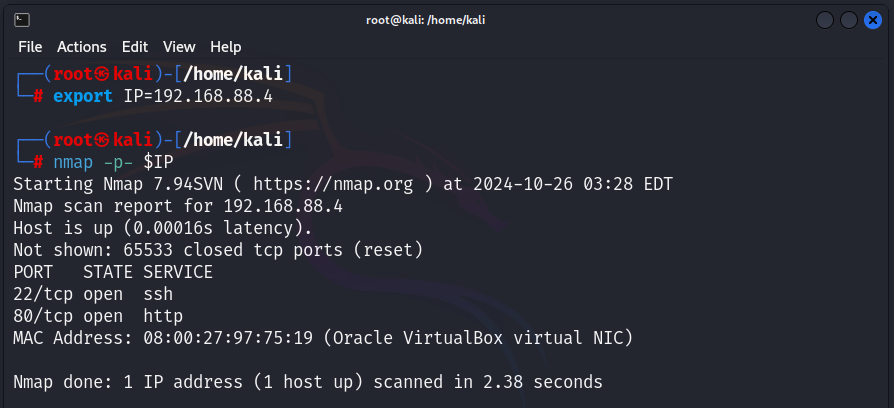 root@kali: /home/kali
File Actions Edit View Help
┌──(root㉿kali)-[/home/kali]
└─# export IP=192.168.88.4
┌──(root㉿kali)-[/home/kali]
└─# nmap -p- $IP
Starting Nmap 7.94SVN ( https://nmap.org ) at 2024-10-26 03:28 EDT
Nmap scan report for 192.168.88.4
Host is up (0.00016s latency).
Not shown: 65533 closed tcp ports (reset)
PORT   STATE SERVICE
22/tcp open  ssh
80/tcp open  http
MAC Address: 08:00:27:97:75:19 (Oracle VirtualBox virtual NIC)
Nmap done: 1 IP address (1 host up) scanned in 2.38 seconds